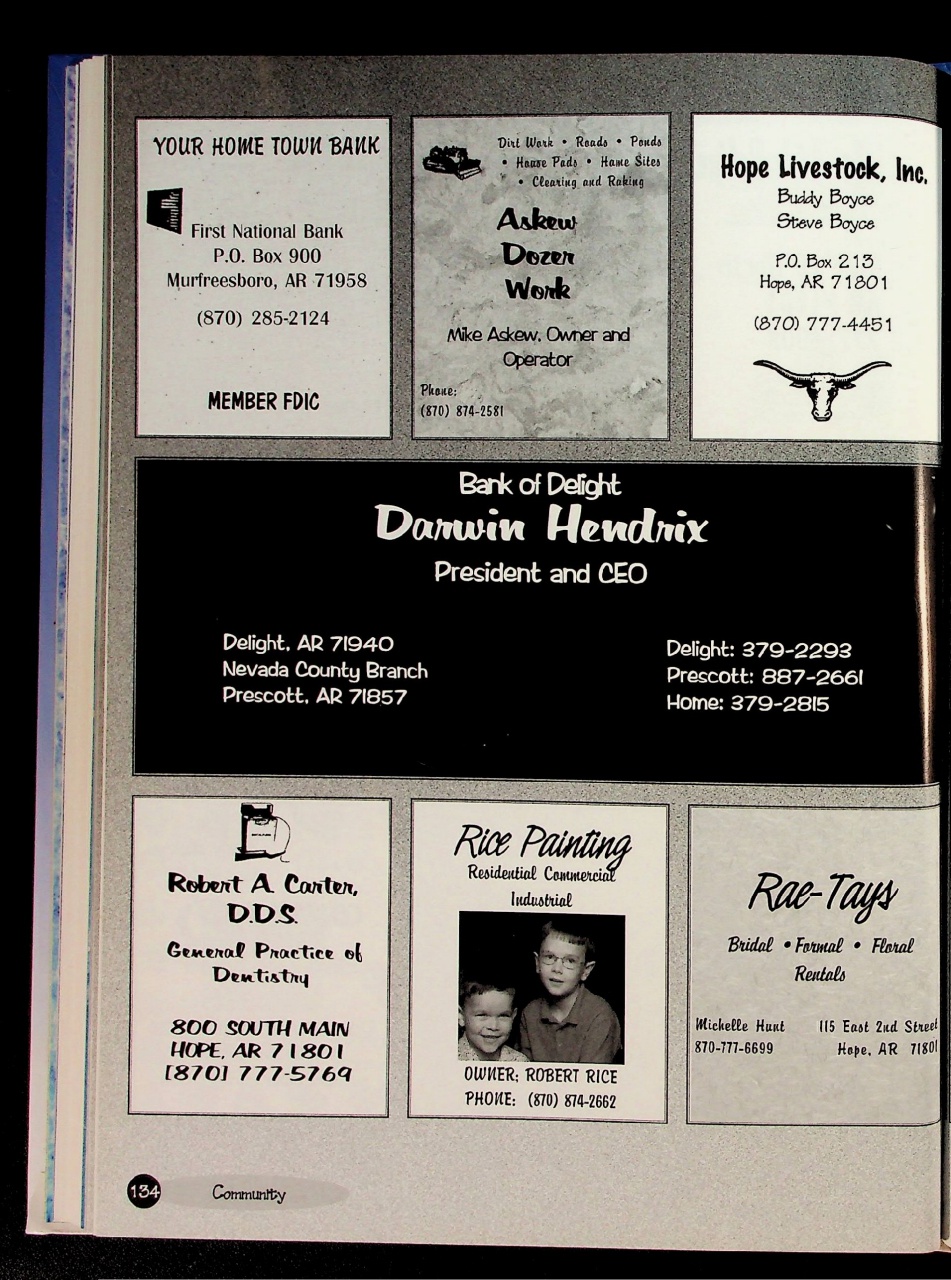 YOUR HOME TOWN BANK
First National Bank
P.O. Box 900
Murfreesboro, AR 71958
(870) 285-2124
MEMBER FDIC
Dirt Work • Roads • Ponds
• House Pads • Home Sites
• Clearing and Raking
Askew
Dozer
Work
Mike Askew, Owner and
Operator
Phone:
(870) 874-2581
Hope Livestock, Inc.
Buddy Boyce
Steve Boyce
P.O. Box 213
Hope, AR 71801
(870) 777-4451
Bank of Delight
Darwin Hendrix
President and CEO
Delight, AR 71940
Nevada County Branch
Prescott, AR 71857
Delight: 379-2293
Prescott: 887-2661
Home: 379-2815
Robert A. Carter,
D.D.S.
General Practice of
Dentistry
800 SOUTH MAIN
HOPE, AR 71801
[870] 777-5769
Rice Painting
Residential Commercial
Industrial
OWNER: ROBERT RICE
PHONE: (870) 874-2662
Rae-Tays
Bridal • Formal • Floral
Rentals
Michelle Hunt
870-777-6699
115 East 2nd Street
Hope, AR 71801
134
Community